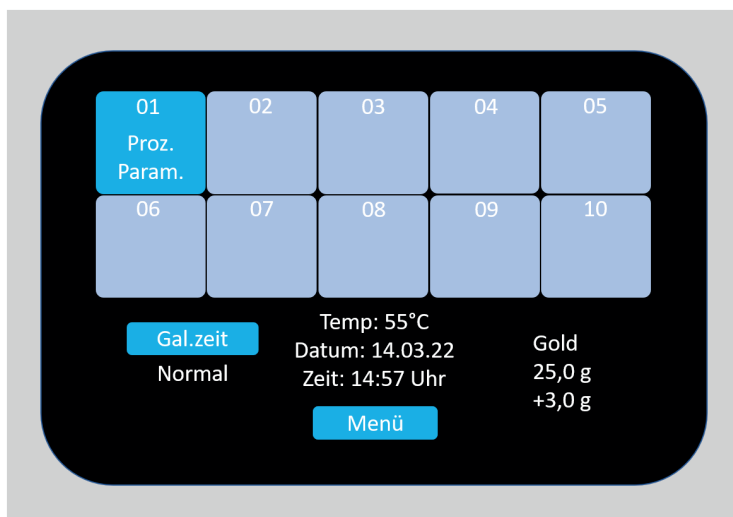 01 02 03 04 05
Proz.
Param.
06 07 08 09 10
Gal.zeit
Normal
Temp: 55°C
Datum: 14.03.22
Zeit: 14:57 Uhr
Menü
Gold
25,0 g
+3,0 g